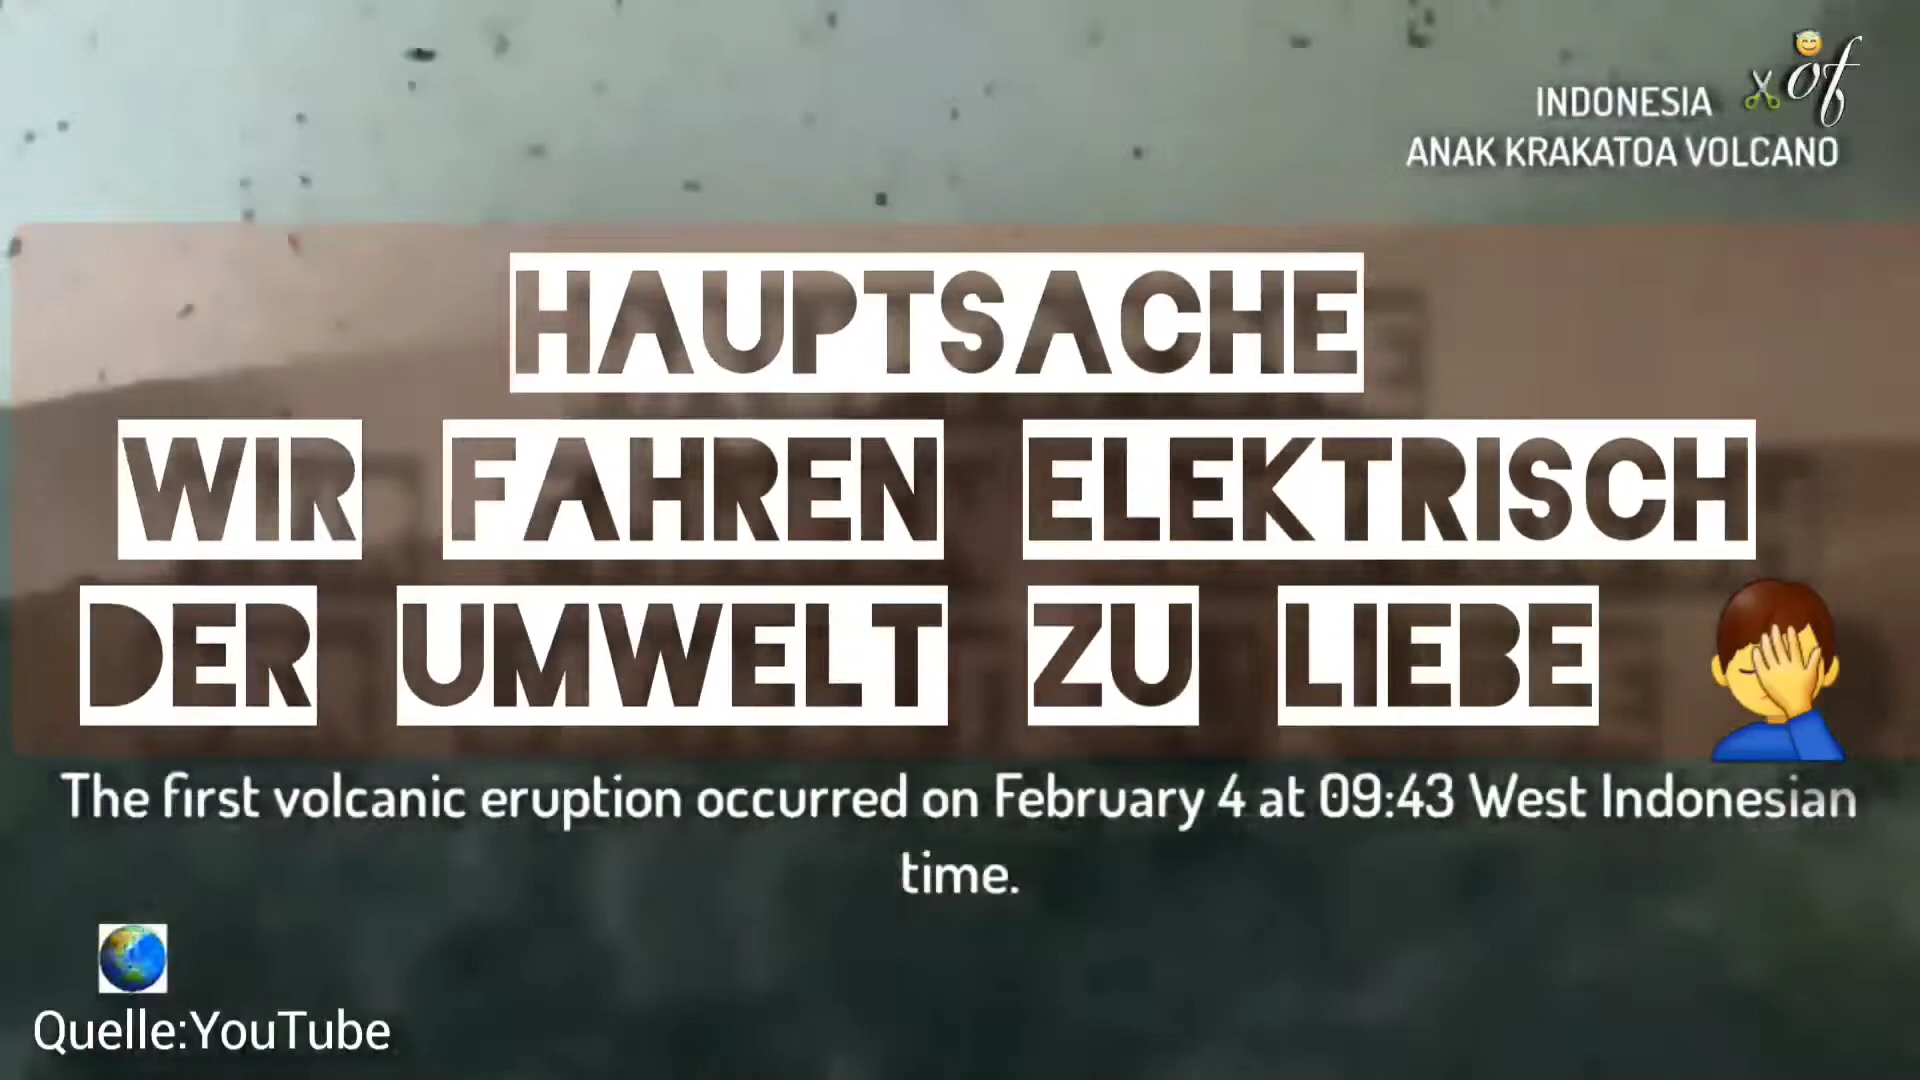 of
INDONESIA
ANAK KRAKATOA VOLCANO
HAUPTSACHE
WIR FAHREN ELEKTRISCH
DER UMWELT ZU LIEBE
The first volcanic eruption occurred on February 4 at 09:43 West Indonesian
time.
Quelle:YouTube